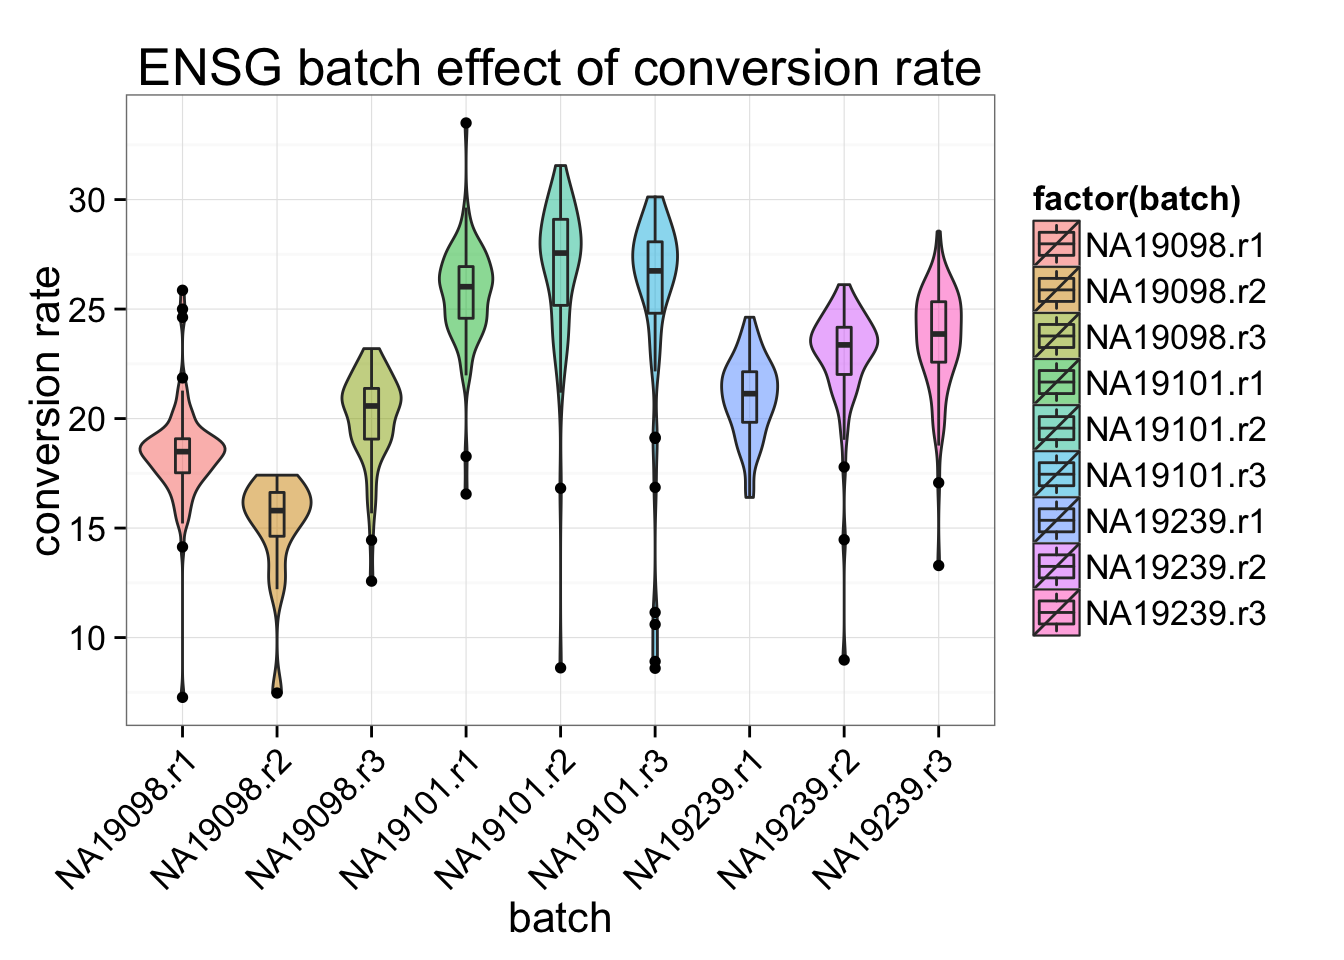 ENSG batch effect of conversion rate
conversion rate
30
25
20
15
10
NA19098.r1
NA19098.r2
NA19098.r3
NA19101.r1
NA19101.r2
NA19101.r3
NA19239.r1
NA19239.r2
NA19239.r3
batch
factor(batch)
NA19098.r1
NA19098.r2
NA19098.r3
NA19101.r1
NA19101.r2
NA19101.r3
NA19239.r1
NA19239.r2
NA19239.r3